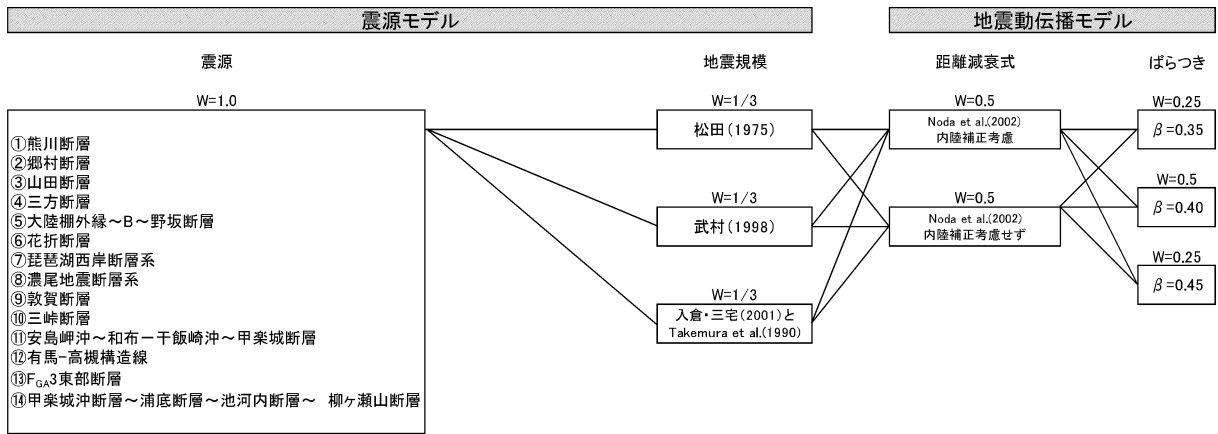 震源モデル
地震動伝播モデル
震源
地震規模
距離減衰式
ばらつき
W=1.0
①熊川断層
②郷村断層
③山田断層
④三方断層
⑤大陸棚外縁～B～野坂断層
⑥花折断層
⑦琵琶湖西岸断層系
⑧濃尾地震断層系
⑨敦賀断層
⑩三峠断層
⑪安島岬沖～和布ー干飯崎沖～甲楽城断層
⑫有馬-高槻構造線
⑬FGA3東部断層
⑭甲楽城沖断層～浦底断層～池河内断層～ 柳ヶ瀬山断層
W=1/3
松田(1975)
W=1/3
武村(1998)
W=1/3
入倉・三宅(2001)と
Takemura et al.(1990)
W=0.5
Noda et al.(2002)
内陸補正考慮
W=0.5
Noda et al.(2002)
内陸補正考慮せず
W=0.25
β=0.35
W=0.5
β=0.40
W=0.25
β=0.45